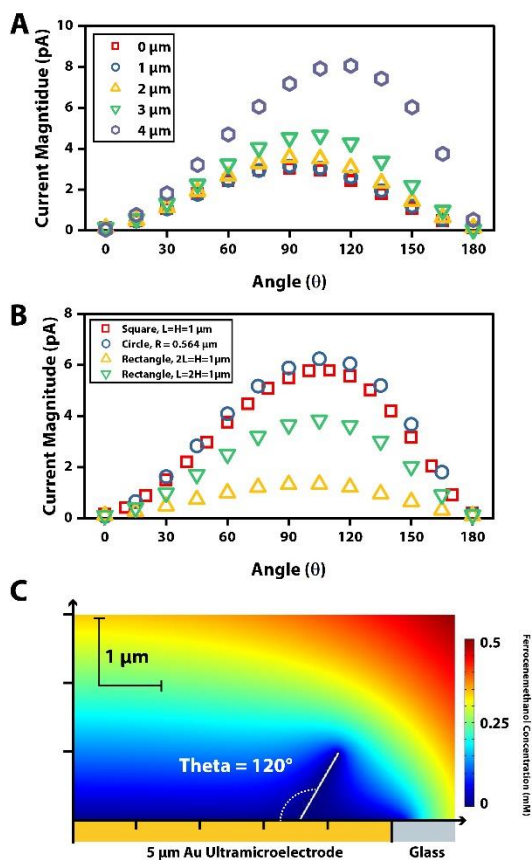 A
Current Magntidue (pA)
10
8
6
4
2
0
0 µm
1 µm
2 µm
3 µm
4 µm
0 30 60 90 120 150 180
Angle (θ)
B
Current Magnitude (pA)
8
6
4
2
0
Square, L=H=1 µm
Circle, R = 0.564 µm
Rectangle, 2L=H=1µm
Rectangle, L=2H=1µm
0 30 60 90 120 150 180
Angle (θ)
C
1 µm
Theta = 120°
5 µm Au Ultramicroelectrode
Glass
0.5
0.25
0
Ferrocenemethanol
Concentration (mM)